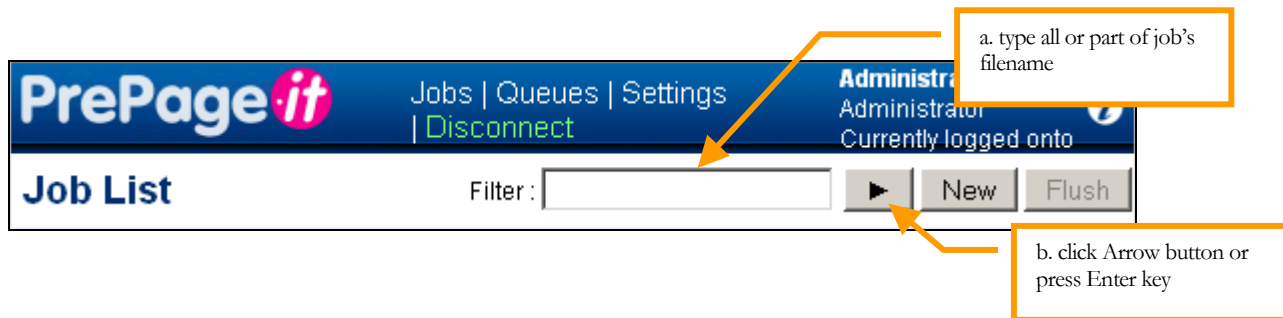 a. type all or part of job's
filename
PrePage it
Jobs | Queues | Settings
| Disconnect
Administrator
Currently logged onto
Job List
Filter :
New
Flush
b. click Arrow button or
press Enter key